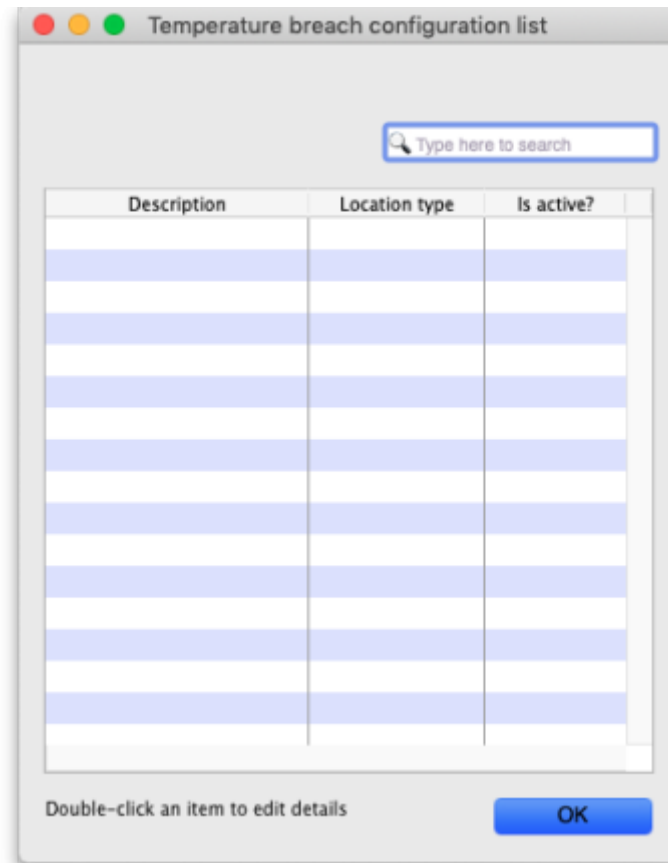 Temperature breach configuration list
Type here to search
Description Location type Is active?
Double-click an item to edit details
OK